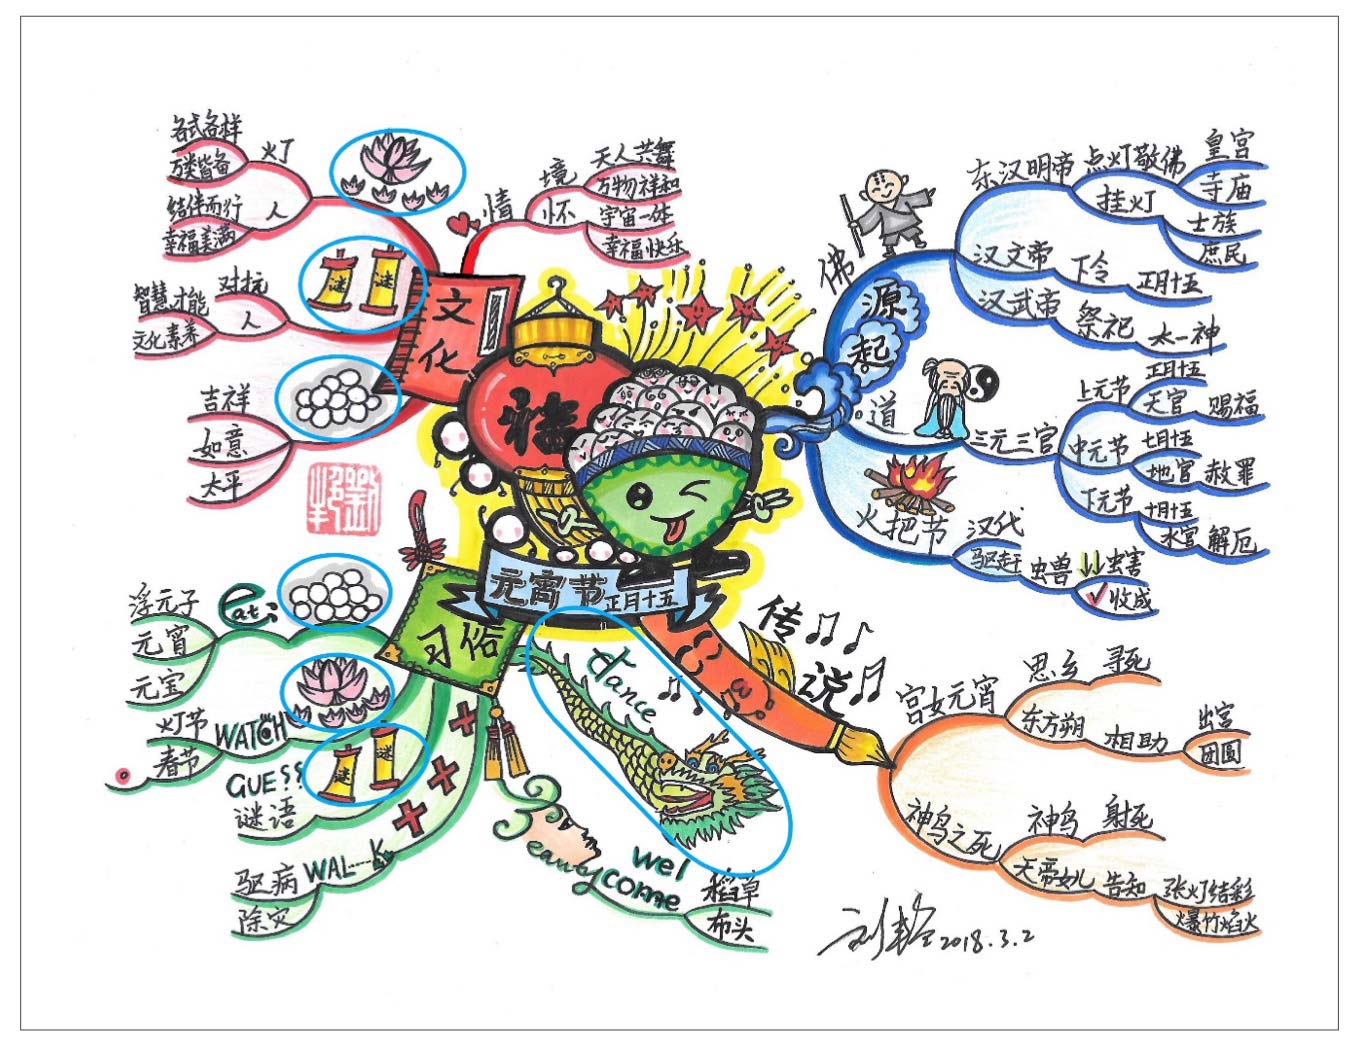 元宵节
正月十五
福
源起
佛
东汉明帝
点灯敬佛
皇宫
寺庙
挂灯
士族
庶民
汉文帝
下令
正月十五
汉武帝
祭祀
太一神
道
三元三官
上元节
正月十五
天官
赐福
中元节
七月十五
地官
赦罪
下元节
十月十五
水官
解厄
火把节
汉代
驱赶
虫兽
虫害
收成
传说
宫女元宵
思乡
寻死
东方朔
相助
出宫
团圆
神鸟之死
神鸟
射死
天帝女儿
告知
张灯结彩
爆竹焰火
习俗
eat
浮元子
元宵
元宝
WATCH
灯节
春节
GUESS
谜
谜
谜语
WAL--K
驱病
除灾
dance
wel
come
稻草
布头
文化
情
境
天人共舞
万物祥和
怀
宇宙一体
幸福快乐
灯
各式各样
万类皆备
人
结伴而行
幸福美满
谜
谜
对抗
人
智慧才能
文化素养
吉祥
如意
太平
2018.3.2